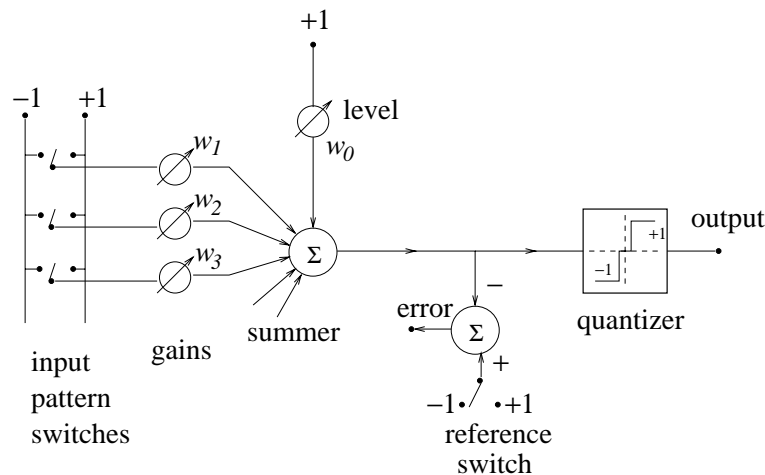 +1
−1 +1
level
w₀
w₁
w₂
w₃
Σ
summer
gains
input
pattern
switches
−
error
Σ
+
−1 +1
reference
switch
+1
−1
quantizer
output